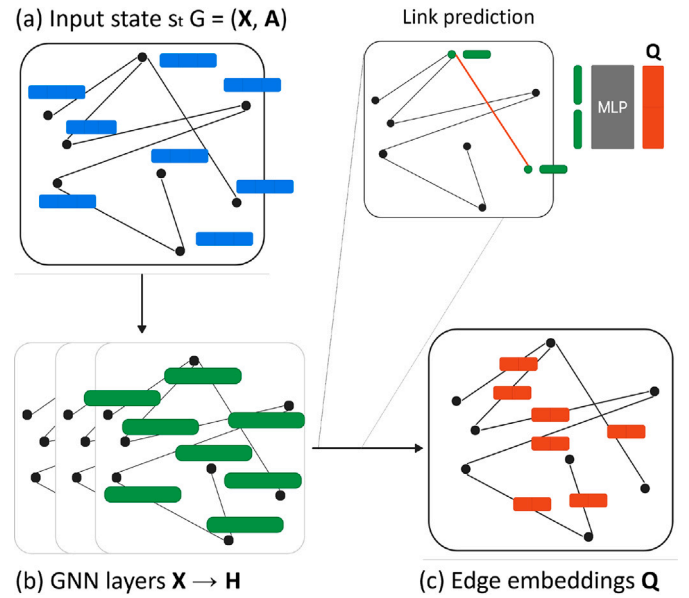 (a) Input state sₜ G = (X, A)
Link prediction
Q
MLP
(b) GNN layers X → H
(c) Edge embeddings Q